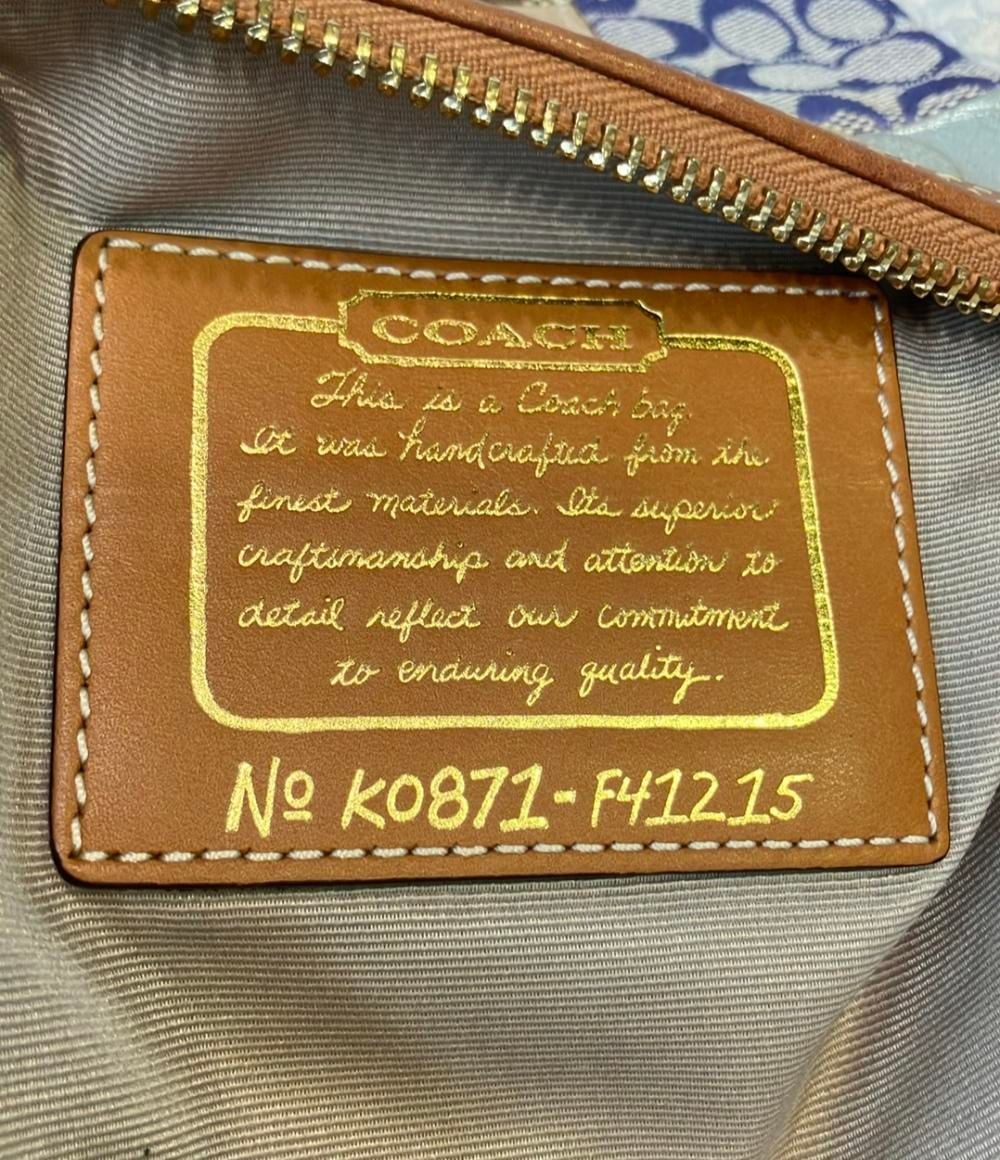 COACH
This is a Coach bag.
It was handcrafted from the
finest materials. Its superior
craftsmanship and attention to
detail reflect our commitment
to enduring quality.
No K0871-F41215